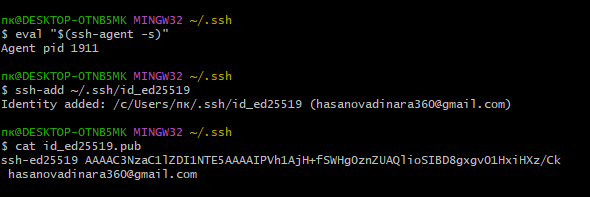 пк@DESKTOP-OTNB5MK MINGW32 ~/.ssh
$ eval "$(ssh-agent -s)"
Agent pid 1911
пк@DESKTOP-OTNB5MK MINGW32 ~/.ssh
$ ssh-add ~/.ssh/id_ed25519
Identity added: /c/Users/пк/.ssh/id_ed25519 (hasanovadinara360@gmail.com)
пк@DESKTOP-OTNB5MK MINGW32 ~/.ssh
$ cat id_ed25519.pub
ssh-ed25519 AAAAC3NzaC1lZDI1NTE5AAAAIPVh1AjH+fSWHgOznZUAQlioSIBD8gxgvO1HxiHXz/Ck
hasanovadinara360@gmail.com